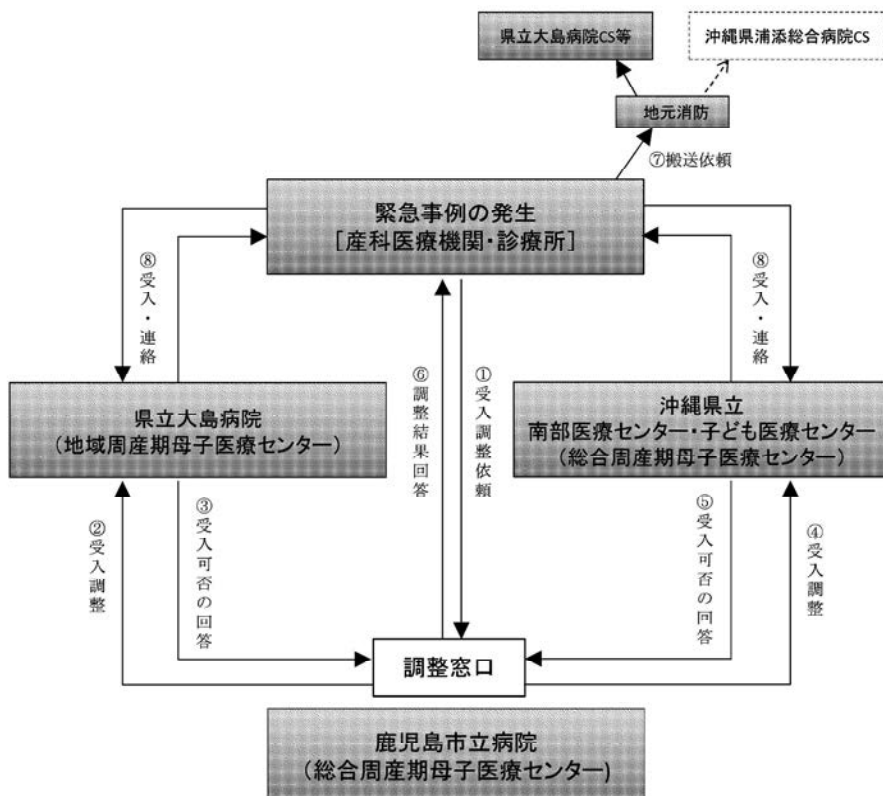 県立大島病院CS等
沖縄県浦添総合病院CS
地元消防
⑦搬送依頼
緊急事例の発生
［産科医療機関・診療所］
⑧受入・連絡
⑧受入・連絡
⑥調整結果回答
①受入調整依頼
県立大島病院
（地域周産期母子医療センター）
沖縄県立
南部医療センター・子ども医療センター
（総合周産期母子医療センター）
②受入調整
③受入可否の回答
⑤受入可否の回答
④受入調整
調整窓口
鹿児島市立病院
（総合周産期母子医療センター）